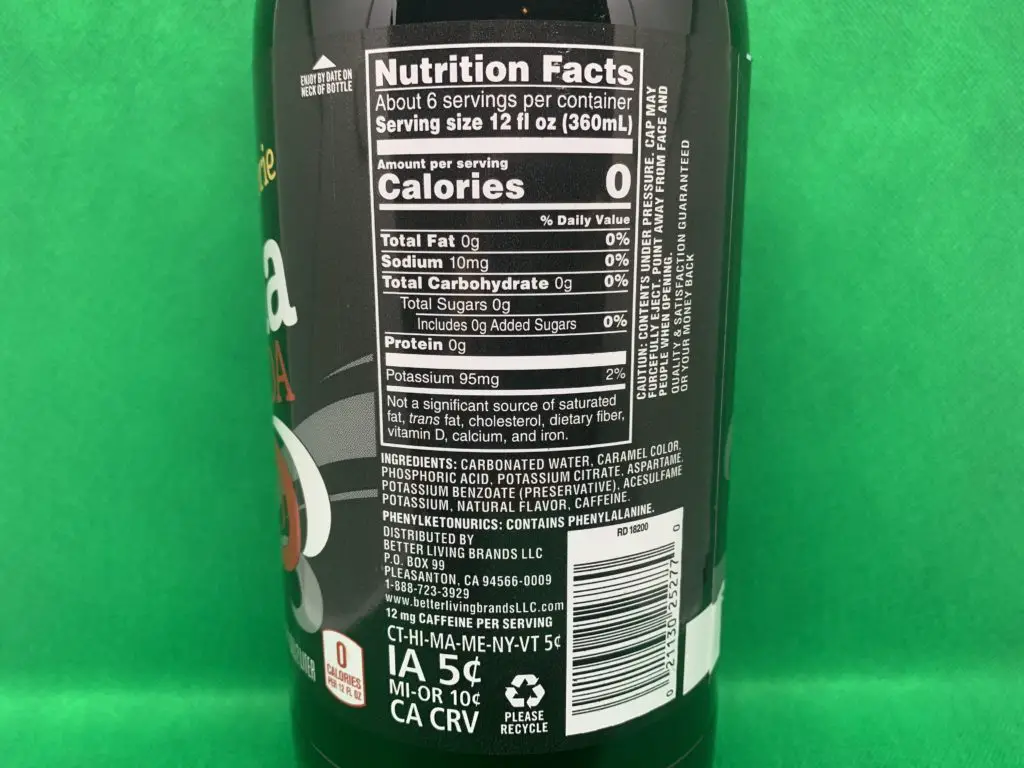 ENJOY BY DATE ON
NECK OF BOTTLE
Nutrition Facts
About 6 servings per container
Serving size 12 fl oz (360mL)
Amount per serving
Calories 0
% Daily Value
Total Fat 0g 0%
Sodium 10mg 0%
Total Carbohydrate 0g 0%
Total Sugars 0g
Includes 0g Added Sugars 0%
Protein 0g
Potassium 95mg 2%
Not a significant source of saturated
fat, trans fat, cholesterol, dietary fiber,
vitamin D, calcium, and iron.
CAUTION: CONTENTS UNDER PRESSURE. CAP MAY
FORCEFULLY EJECT. POINT AWAY FROM FACE AND
PEOPLE WHEN OPENING.
QUALITY & SATISFACTION GUARANTEED
OR YOUR MONEY BACK
INGREDIENTS: CARBONATED WATER, CARAMEL COLOR,
PHOSPHORIC ACID, POTASSIUM CITRATE, ASPARTAME,
POTASSIUM BENZOATE (PRESERVATIVE), ACESULFAME
POTASSIUM, NATURAL FLAVOR, CAFFEINE.
PHENYLKETONURICS: CONTAINS PHENYLALANINE.
DISTRIBUTED BY
BETTER LIVING BRANDS LLC
P.O. BOX 99
PLEASANTON, CA 94566-0009
1-888-723-3929
www.betterlivingbrandsLLC.com
12 mg CAFFEINE PER SERVING
CT-HI-MA-ME-NY-VT 5¢
IA 5¢
MI-OR 10¢
CA CRV
PLEASE
RECYCLE
RD 18200
0 21130 25277 0
0
CALORIES
PER 12 FL OZ